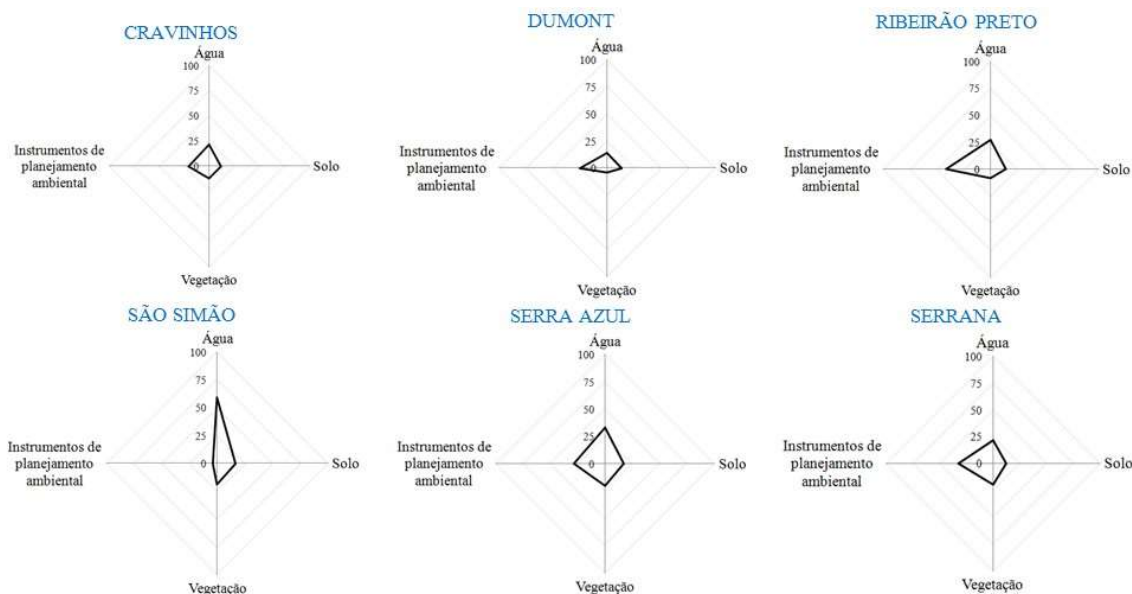 CRAVINHOS
Água
100
75
50
25
0
Instrumentos de
planejamento
ambiental
Solo
Vegetação
DUMONT
Água
100
75
50
25
0
Instrumentos de
planejamento
ambiental
Solo
Vegetação
RIBEIRÃO PRETO
Água
100
75
50
25
0
Instrumentos de
planejamento
ambiental
Solo
Vegetação
SÃO SIMÃO
Água
100
75
50
25
0
Instrumentos de
planejamento
ambiental
Solo
Vegetação
SERRA AZUL
Água
100
75
50
25
0
Instrumentos de
planejamento
ambiental
Solo
Vegetação
SERRANA
Água
100
75
50
25
0
Instrumentos de
planejamento
ambiental
Solo
Vegetação